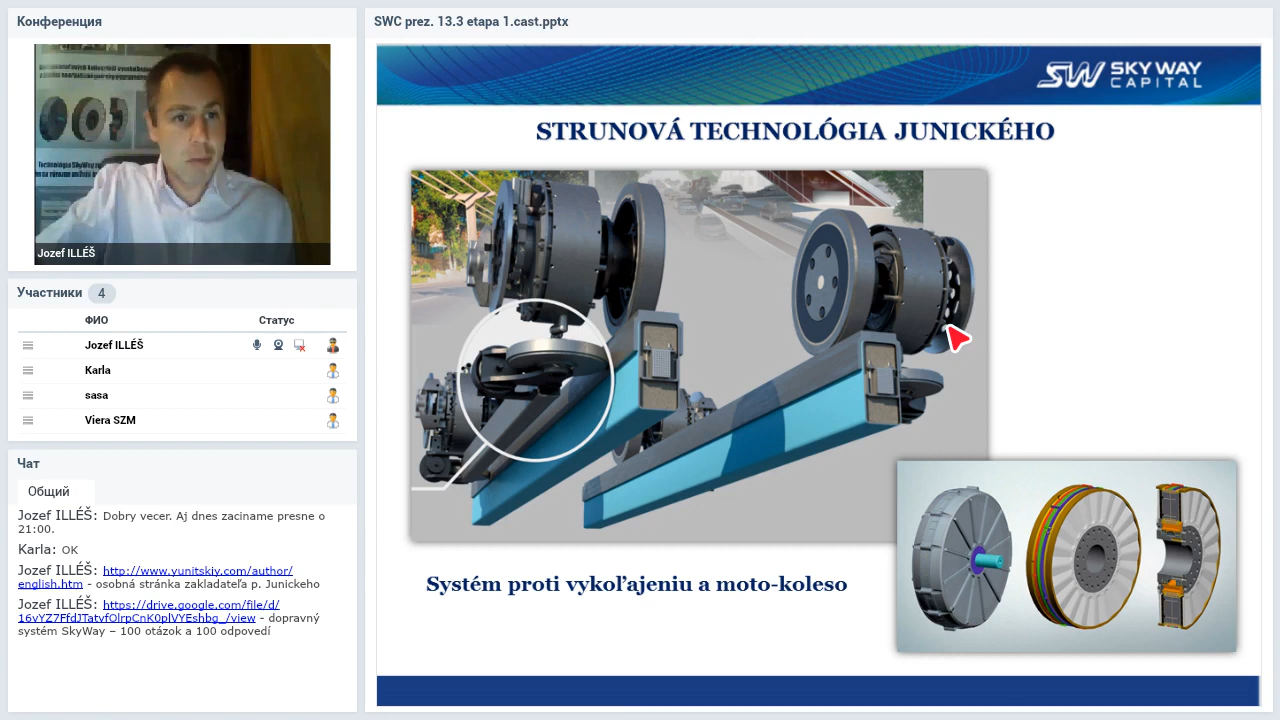 Конференция
Jozef ILLÉŠ
Участники 4
ФИО Статус
Jozef ILLÉŠ
Karla
sasa
Viera SZM
Чат
Общий
Jozef ILLÉŠ: Dobry vecer. Aj dnes zaciname presne o
21:00.
Karla: OK
Jozef ILLÉŠ: http://www.yunitskiy.com/author/
english.htm - osobná stránka zakladateľa p. Junickeho
Jozef ILLÉŠ: https://drive.google.com/file/d/
16vYZ7FfdJTatvfOlrpCnK0plVYEshbg_/view - dopravný
systém SkyWay – 100 otázok a 100 odpovedí
SWC prez. 13.3 etapa 1.cast.pptx
SW SKY WAY
CAPITAL
STRUNOVÁ TECHNOLÓGIA JUNICKÉHO
Systém proti vykoľajeniu a moto-koleso